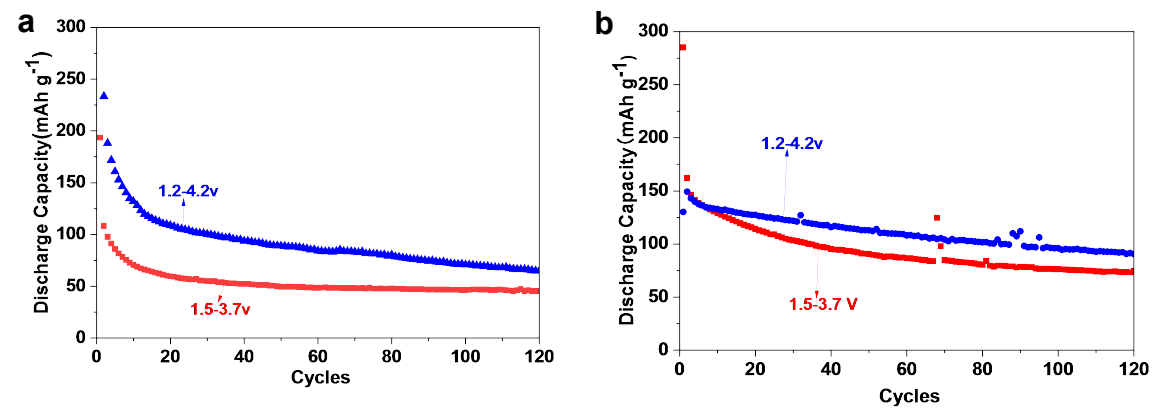 a
300
250
200
150
100
50
0
Discharge Capacity(mAh g-1)
1.2-4.2v
1.5-3.7v
0 20 40 60 80 100 120
Cycles
b
300
250
200
150
100
50
0
Discharge Capacity (mAh g-1)
1.2-4.2v
1.5-3.7 V
0 20 40 60 80 100 120
Cycles